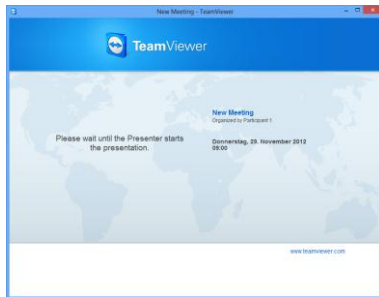 New Meeting - TeamViewer
TeamViewer
New Meeting
Organized by Participant 1
Please wait until the Presenter starts
the presentation.
Donnerstag, 29. November 2012
09:00
www.teamviewer.com